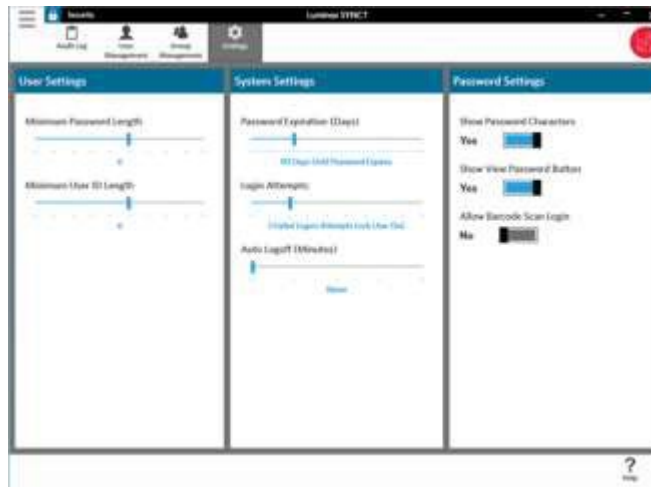 Security
Luminex SYNCT
Audit Log
User Management
Group Management
Settings
User Settings
System Settings
Password Settings
Minimum Password Length
Minimum User ID Length
Password Expiration (Days)
Login Attempts
Auto Logoff (Minutes)
None
Show Password Characters
Yes
Show View Password Button
Yes
Allow Barcode Scan Login
No
?
Help